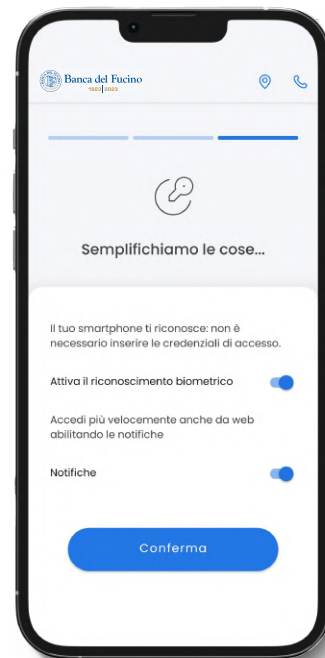 Banca del Fucino
1923 2023
Semplifichiamo le cose...
Il tuo smartphone ti riconosce: non è
necessario inserire le credenziali di accesso.
Attiva il riconoscimento biometrico
Accedi più velocemente anche da web
abilitando le notifiche
Notifiche
Conferma